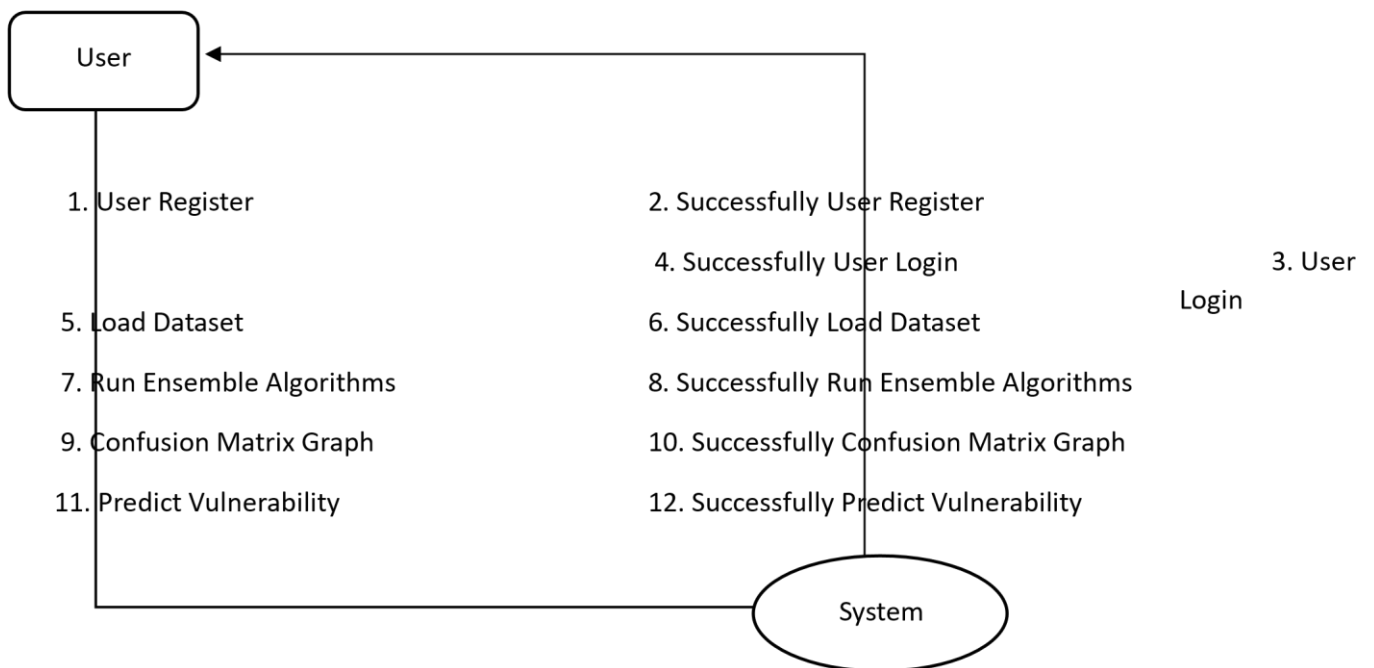 User
1. User Register
2. Successfully User Register
4. Successfully User Login
3. User
Login
5. Load Dataset
6. Successfully Load Dataset
7. Run Ensemble Algorithms
8. Successfully Run Ensemble Algorithms
9. Confusion Matrix Graph
10. Successfully Confusion Matrix Graph
11. Predict Vulnerability
12. Successfully Predict Vulnerability
System